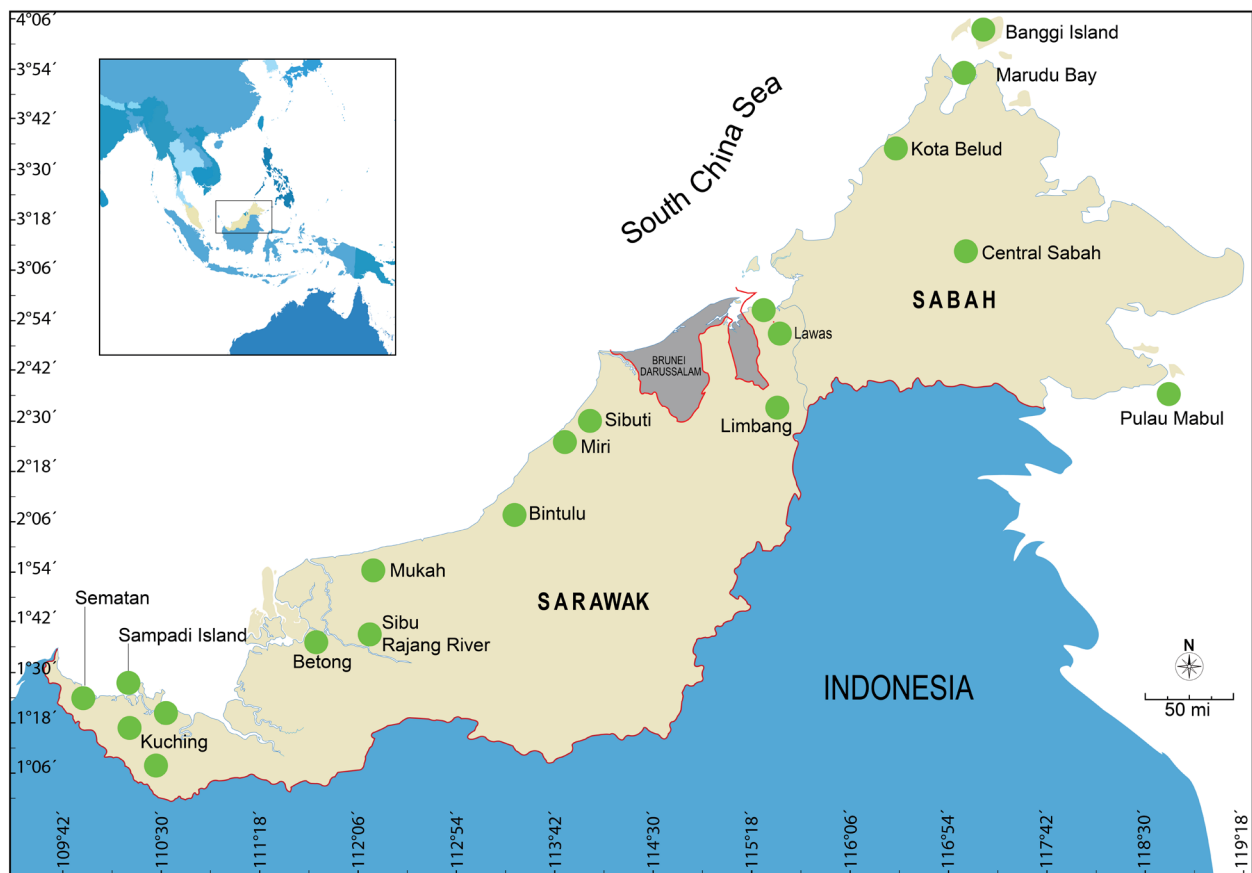 4°06′
3°54′
3°42′
3°30′
3°18′
3°06′
2°54′
2°42′
2°30′
2°18′
2°06′
1°54′
1°42′
1°30′
1°18′
1°06′
South China Sea
Banggi Island
Marudu Bay
Kota Belud
Central Sabah
SABAH
Lawas
BRUNEI
DARUSSALAM
Limbang
Pulau Mabul
Sibuti
Miri
Bintulu
Mukah
SARAWAK
Sibu
Rajang River
Betong
Sematan
Sampadi Island
Kuching
INDONESIA
N
50 mi
109°42′
110°30′
111°18′
112°06′
112°54′
113°42′
114°30′
115°18′
116°06′
116°54′
117°42′
118°30′
119°18′